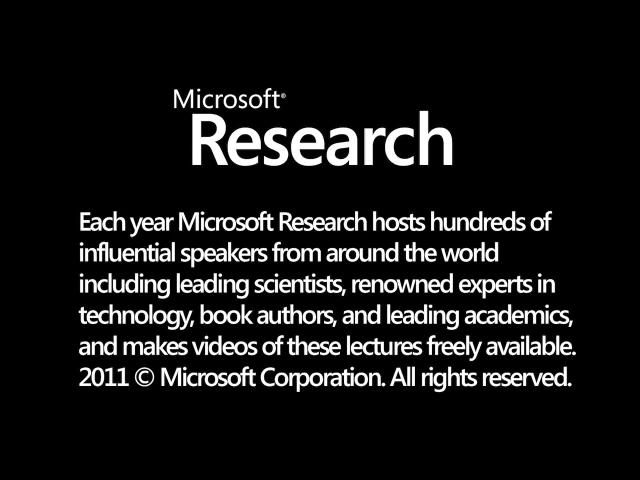 Microsoft®
Research
Each year Microsoft Research hosts hundreds of
influential speakers from around the world
including leading scientists, renowned experts in
technology, book authors, and leading academics,
and makes videos of these lectures freely available.
2011 © Microsoft Corporation. All rights reserved.